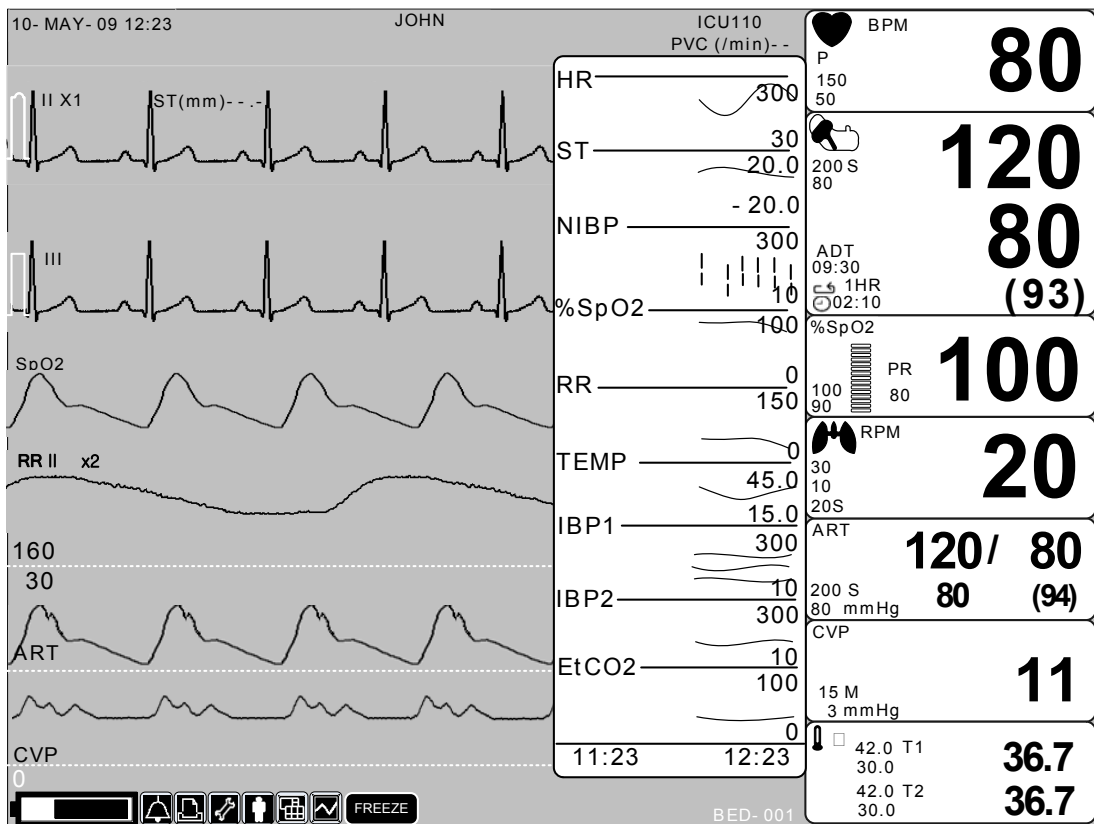 10- MAY- 09 12:23
JOHN
ICU110
PVC (/min)- -
II X1
ST(mm)- - .-
III
SpO2
RR II x2
160
30
ART
CVP
0
FREEZE
BED- 001
HR
300
30
ST
20.0
- 20.0
NIBP
300
10
%SpO2
100
0
RR
150
0
TEMP
45.0
15.0
IBP1
300
10
IBP2
300
10
EtCO2
100
0
11:23 12:23
BPM
80
P
150
50
120
200 S
80
80
ADT
09:30
1HR
02:10
(93)
%SpO2
100
PR
80
100
90
RPM
20
30
10
20S
ART
120/ 80
200 S
80 (94)
80 mmHg
CVP
11
15 M
3 mmHg
42.0 T1
30.0
36.7
42.0 T2
30.0
36.7